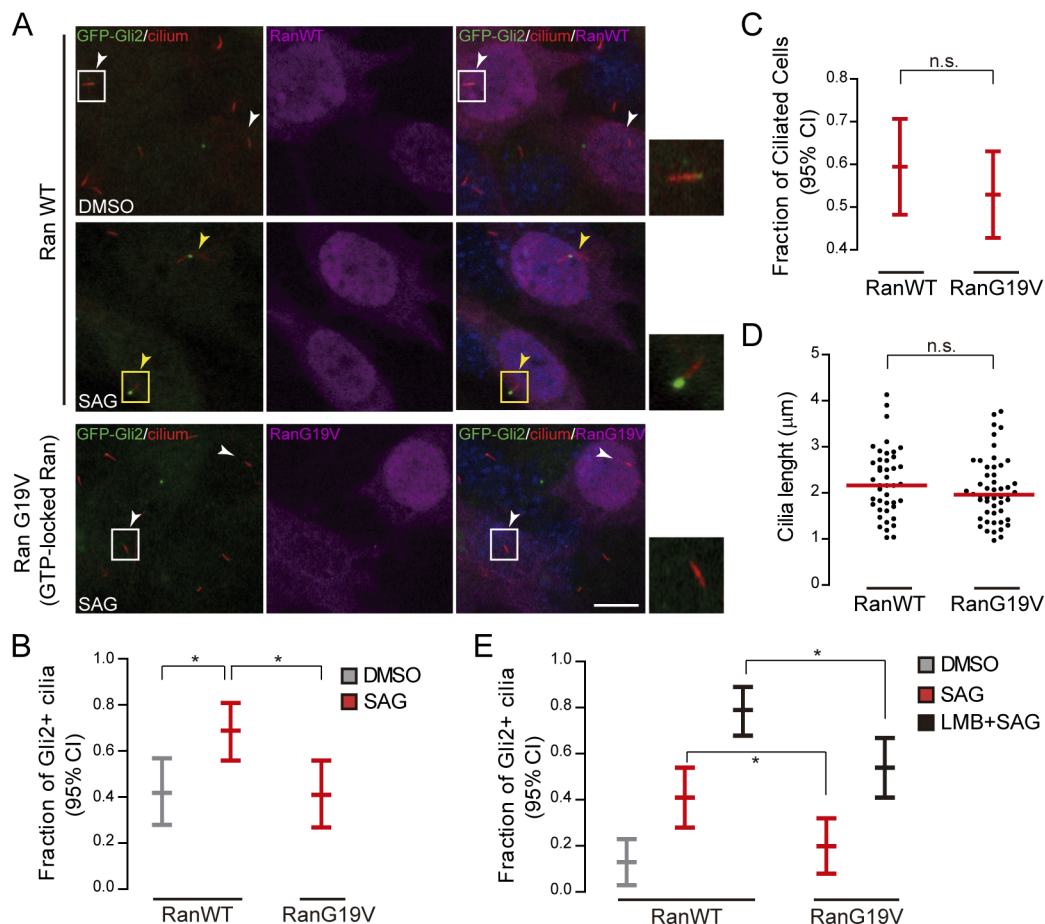 A
Ran WT
GFP-Gli2/cilium
RanWT
GFP-Gli2/cilium/RanWT
DMSO
SAG
Ran G19V
(GTP-locked Ran)
GFP-Gli2/cilium
RanG19V
GFP-Gli2/cilium/RanG19V
SAG
B
Fraction of Gli2+ cilia
(95% CI)
1.0
0.8
0.6
0.4
0.2
0.0
*
*
DMSO
SAG
RanWT
RanG19V
C
Fraction of Ciliated Cells
(95% CI)
0.8
0.7
0.6
0.5
0.4
n.s.
RanWT
RanG19V
D
Cilia lenght (μm)
5
4
3
2
1
0
n.s.
RanWT
RanG19V
E
Fraction of Gli2+ cilia
(95% CI)
1.0
0.8
0.6
0.4
0.2
0.0
*
*
DMSO
SAG
LMB+SAG
RanWT
RanG19V